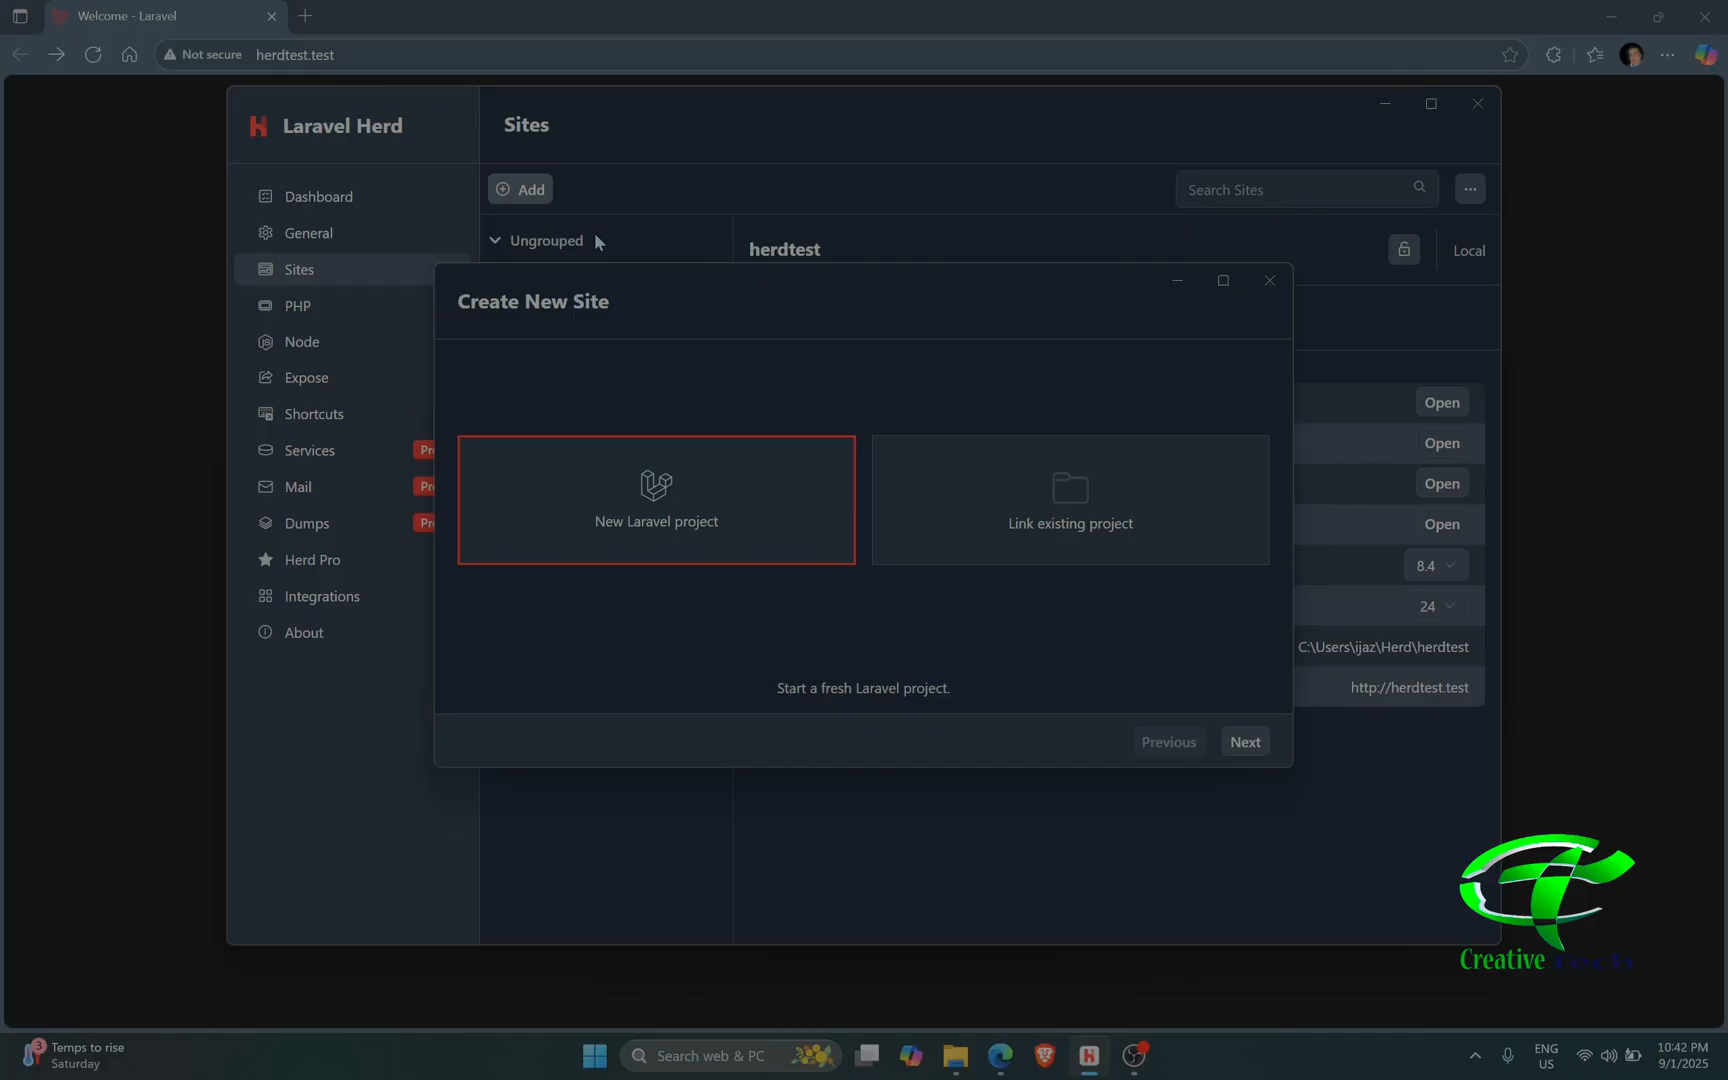 Welcome - Laravel
Not secure
herdtest.test
Laravel Herd
Sites
Dashboard
General
Sites
PHP
Node
Expose
Shortcuts
Services
Mail
Dumps
Herd Pro
Integrations
About
Add
Search Sites
Ungrouped
herdtest
Local
Create New Site
New Laravel project
Link existing project
Start a fresh Laravel project.
Previous
Next
Open
Open
Open
Open
8.4
24
C:\Users\ijaz\Herd\herdtest
http://herdtest.test
Creative Tech
3
Temps to rise
Saturday
Search web & PC
ENG
US
10:42 PM
9/1/2025